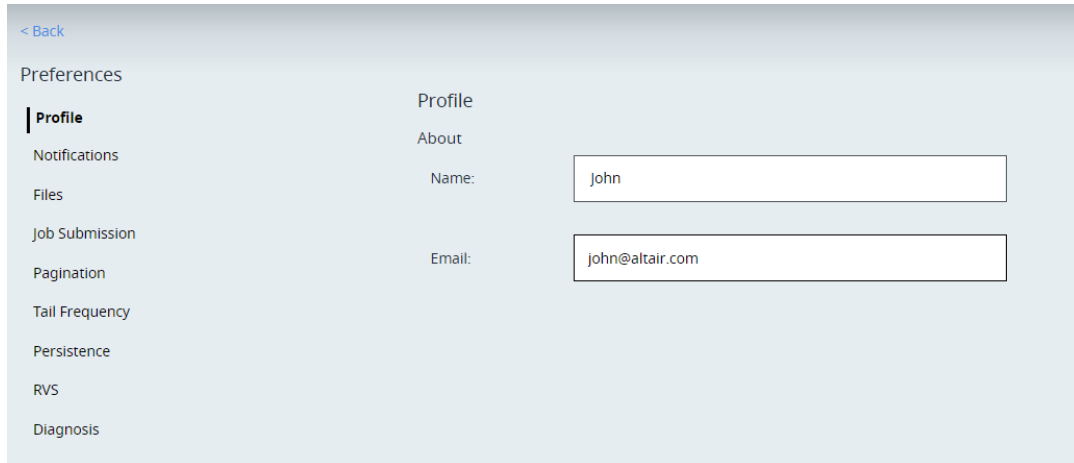 < Back
Preferences
Profile
Notifications
Files
Job Submission
Pagination
Tail Frequency
Persistence
RVS
Diagnosis
Profile
About
Name: John
Email: john@altair.com